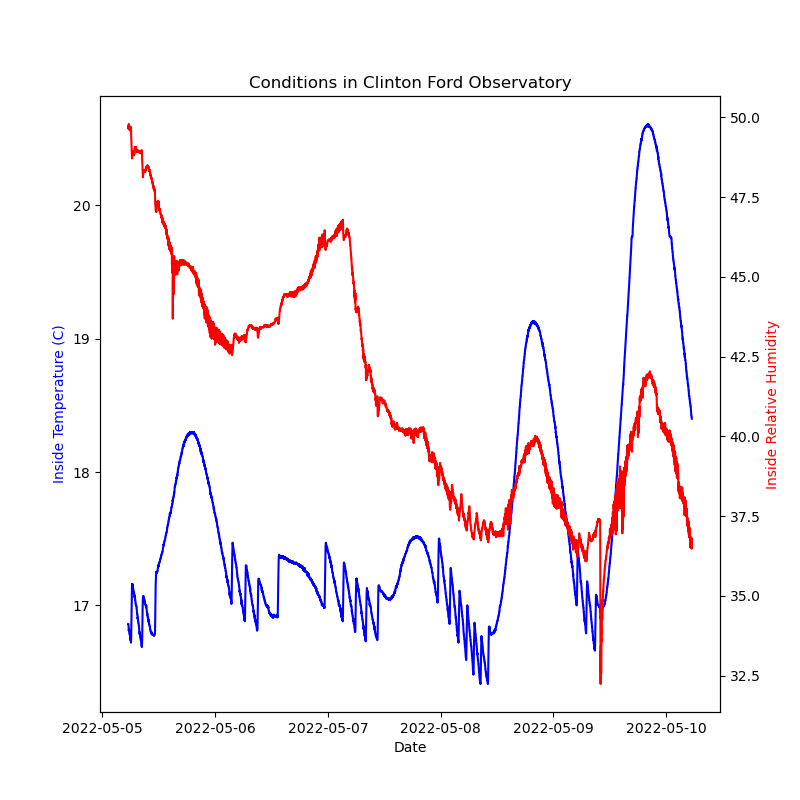 Conditions in Clinton Ford Observatory
Inside Temperature (C)
20
19
18
17
50.0
47.5
45.0
42.5
40.0
37.5
35.0
32.5
Inside Relative Humidity
2022-05-05 2022-05-06 2022-05-07 2022-05-08 2022-05-09 2022-05-10
Date